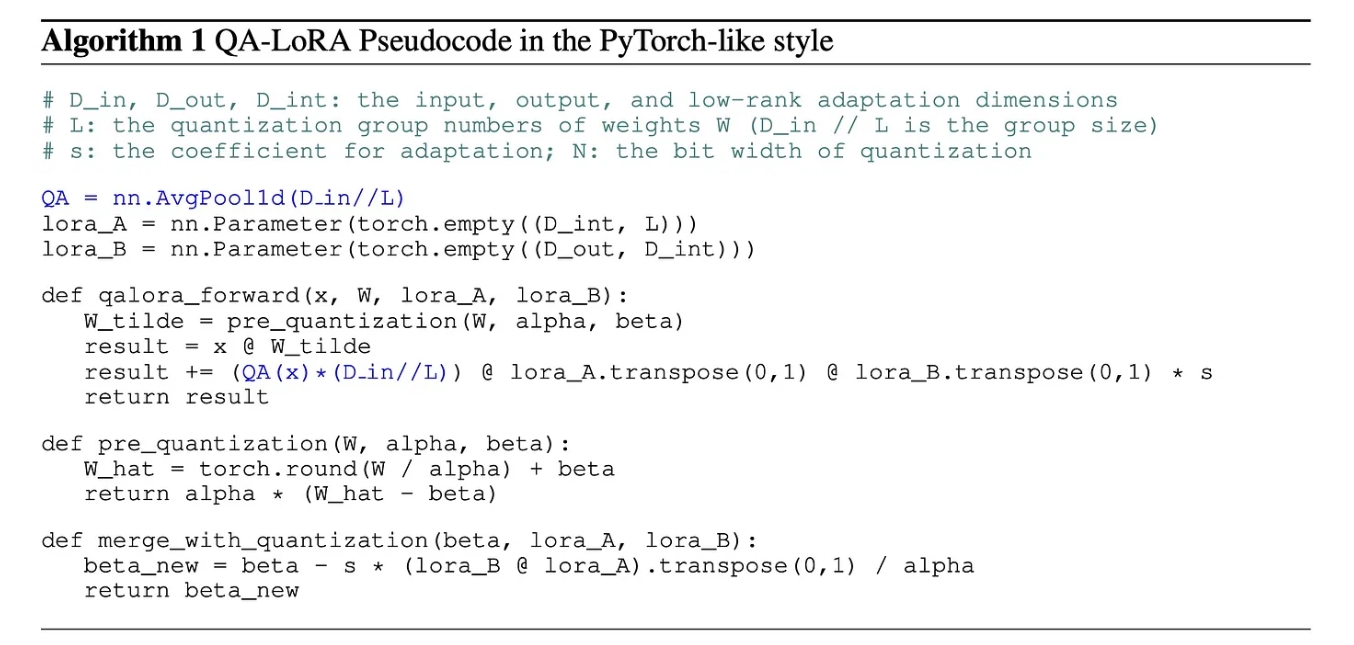 Algorithm 1 QA-LoRA Pseudocode in the PyTorch-like style
# D_in, D_out, D_int: the input, output, and low-rank adaptation dimensions
# L: the quantization group numbers of weights W (D_in // L is the group size)
# s: the coefficient for adaptation; N: the bit width of quantization
QA = nn.AvgPool1d(D_in//L)
lora_A = nn.Parameter(torch.empty((D_int, L)))
lora_B = nn.Parameter(torch.empty((D_out, D_int)))
def qalora_forward(x, W, lora_A, lora_B):
W_tilde = pre_quantization(W, alpha, beta)
result = x @ W_tilde
result += (QA(x)*(D_in//L)) @ lora_A.transpose(0,1) @ lora_B.transpose(0,1) * s
return result
def pre_quantization(W, alpha, beta):
W_hat = torch.round(W / alpha) + beta
return alpha * (W_hat - beta)
def merge_with_quantization(beta, lora_A, lora_B):
beta_new = beta - s * (lora_B @ lora_A).transpose(0,1) / alpha
return beta_new